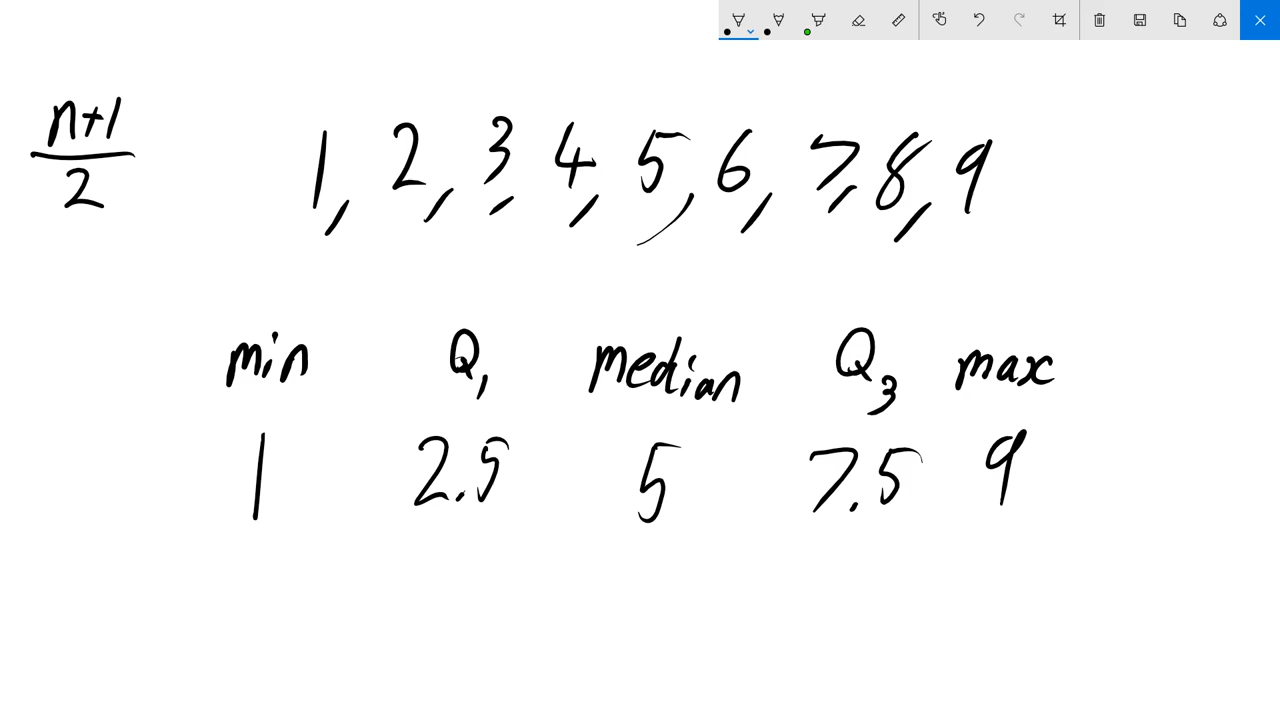 n+1
2
1, 2, 3, 4, 5, 6, 7, 8, 9
min Q1 median Q3 max
1 2.5 5 7.5 9